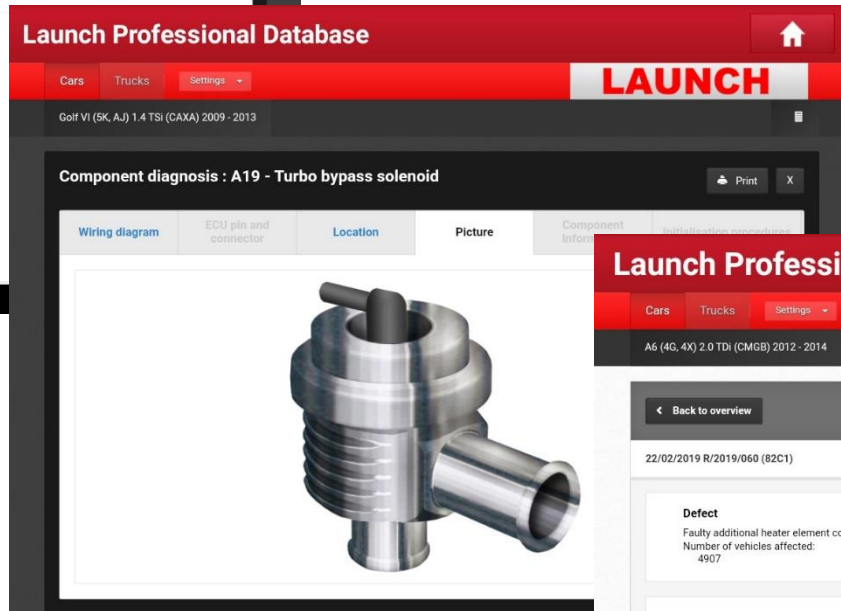 Launch Professional Database
Cars Trucks Settings
LAUNCH
Golf VI (5K, AJ) 1.4 TSi (CAXA) 2009 - 2013
Component diagnosis : A19 - Turbo bypass solenoid
Print X
Wiring diagram
ECU pin and
connector
Location
Picture
Component
Initialisation procedures
Launch Professi
Cars Trucks Settings
A6 (4G, 4X) 2.0 TDi (CMGB) 2012 - 2014
Back to overview
22/02/2019 R/2019/060 (82C1)
Defect
Faulty additional heater element co
Number of vehicles affected:
4907